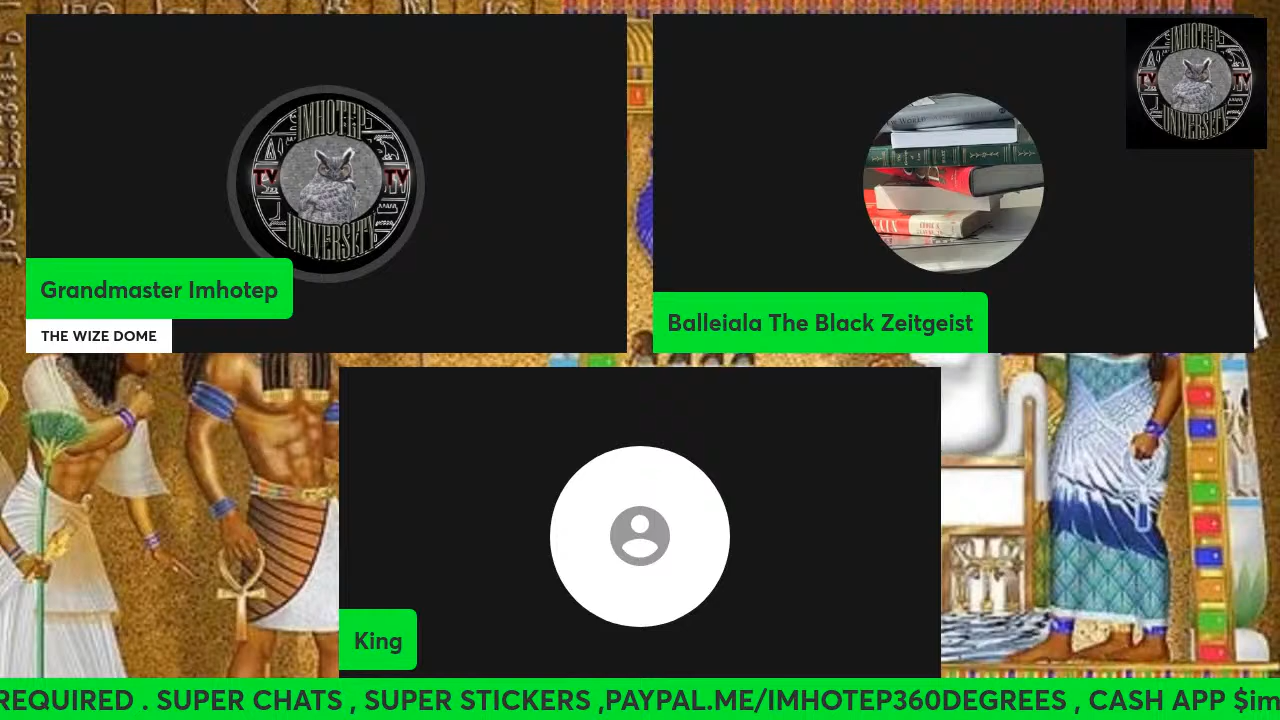 IMHOTEP
TV TV
UNIVERSITY
Grandmaster Imhotep
THE WIZE DOME
Balleiala The Black Zeitgeist
IMHOTEP
TV TV
UNIVERSITY
King
REQUIRED . SUPER CHATS , SUPER STICKERS ,PAYPAL.ME/IMHOTEP360DEGREES , CASH APP $im